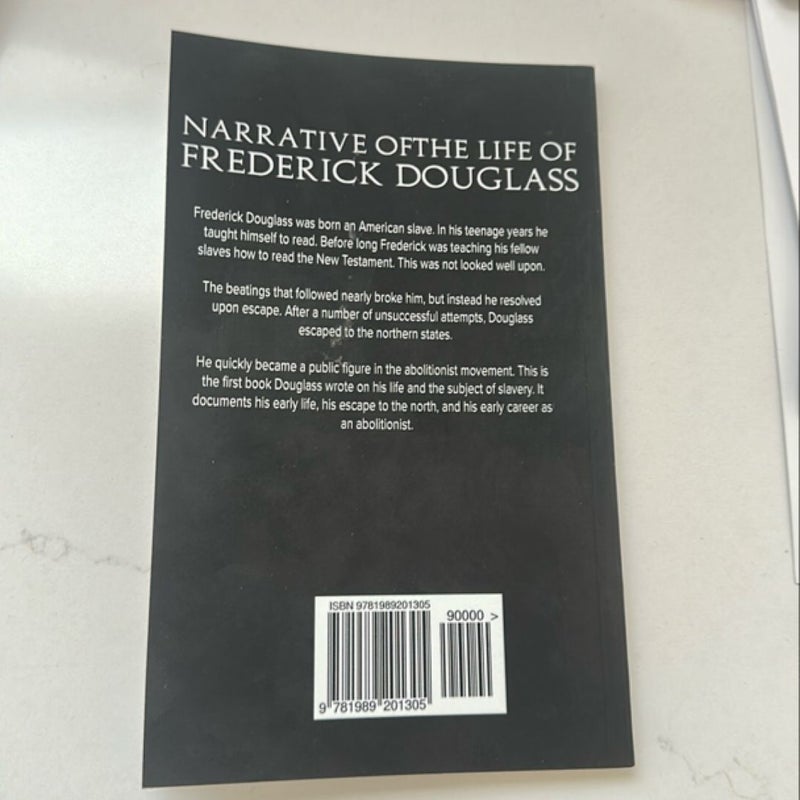 NARRATIVE OFTHE LIFE OF
FREDERICK DOUGLASS
Frederick Douglass was born an American slave. In his teenage years he
taught himself to read. Before long Frederick was teaching his fellow
slaves how to read the New Testament. This was not looked well upon.
The beatings that followed nearly broke him, but instead he resolved
upon escape. After a number of unsuccessful attempts, Douglass
escaped to the northern states.
He quickly became a public figure in the abolitionist movement. This is
the first book Douglass wrote on his life and the subject of slavery. It
documents his early life, his escape to the north, and his early career as
an abolitionist.
ISBN 9781989201305
90000 >
9 781989 201305